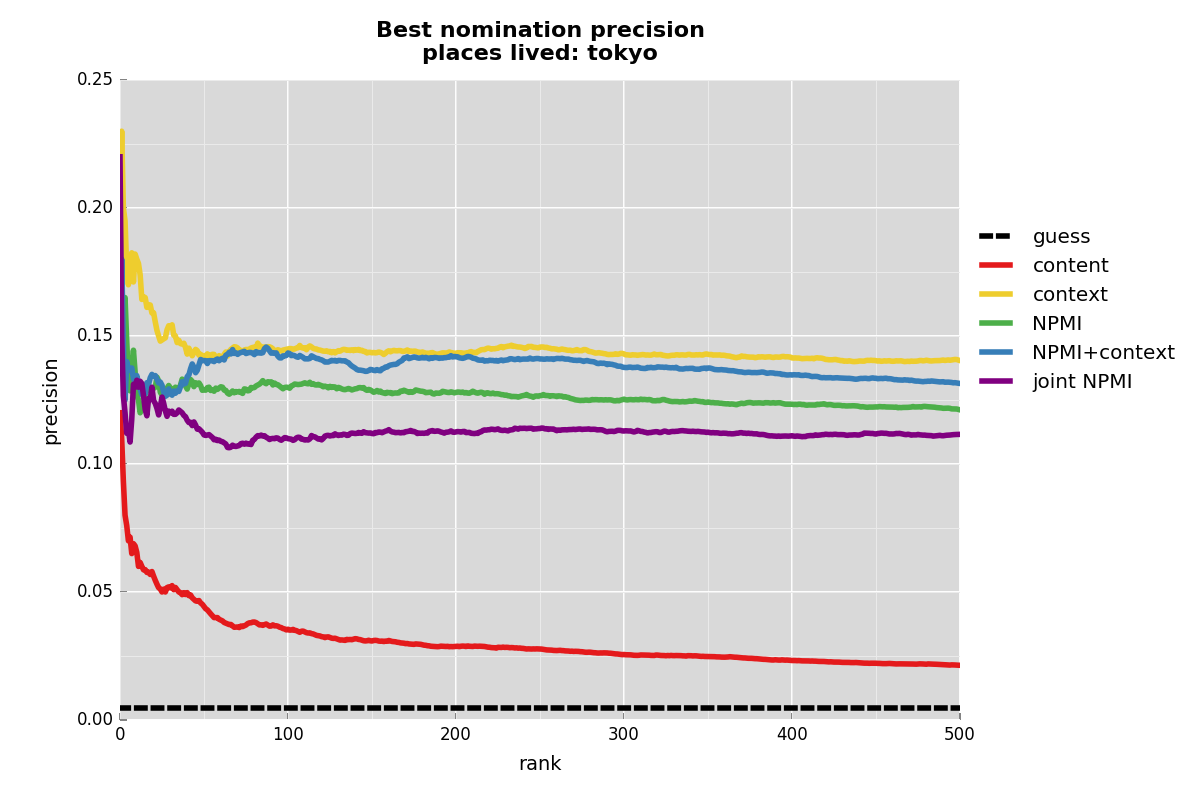 Best nomination precision
places lived: tokyo
precision
0.25
0.20
0.15
0.10
0.05
0.00
0 100 200 300 400 500
rank
guess
content
context
NPMI
NPMI+context
joint NPMI